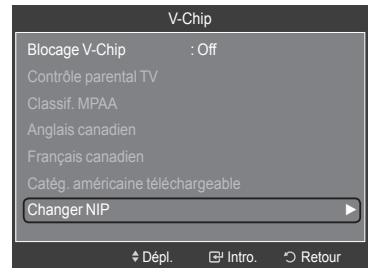 V-Chip
Blocage V-Chip : Off
Contrôle parental TV
Classif. MPAA
Anglais canadien
Français canadien
Catég. américaine téléchargeable
Changer NIP
Dépl. Intro. Retour